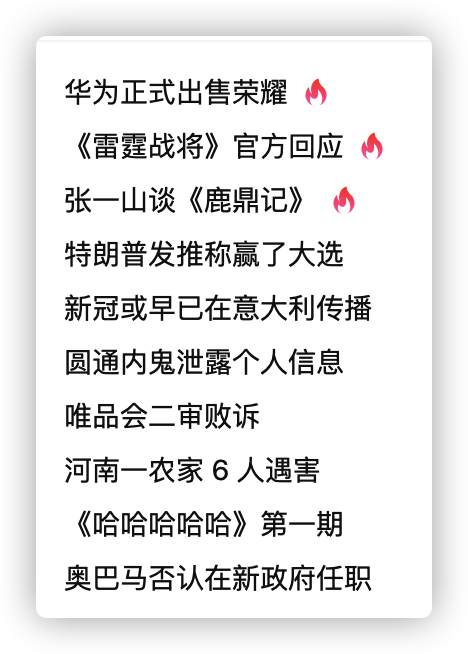 华为正式出售荣耀
《雷霆战将》官方回应
张一山谈《鹿鼎记》
特朗普发推称赢了大选
新冠或早已在意大利传播
圆通内鬼泄露个人信息
唯品会二审败诉
河南一农家 6 人遇害
《哈哈哈哈哈》第一期
奥巴马否认在新政府任职